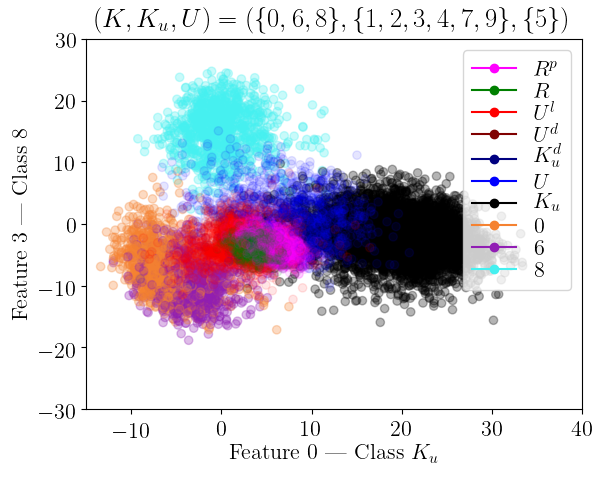 (K, K_u, U) = ({0, 6, 8}, {1, 2, 3, 4, 7, 9}, {5})
30
20
10
0
−10
−20
−30
Feature 3 — Class 8
R^p
R
U^l
U^d
K_u^d
U
K_u
0
6
8
−10 0 10 20 30 40
Feature 0 — Class K_u